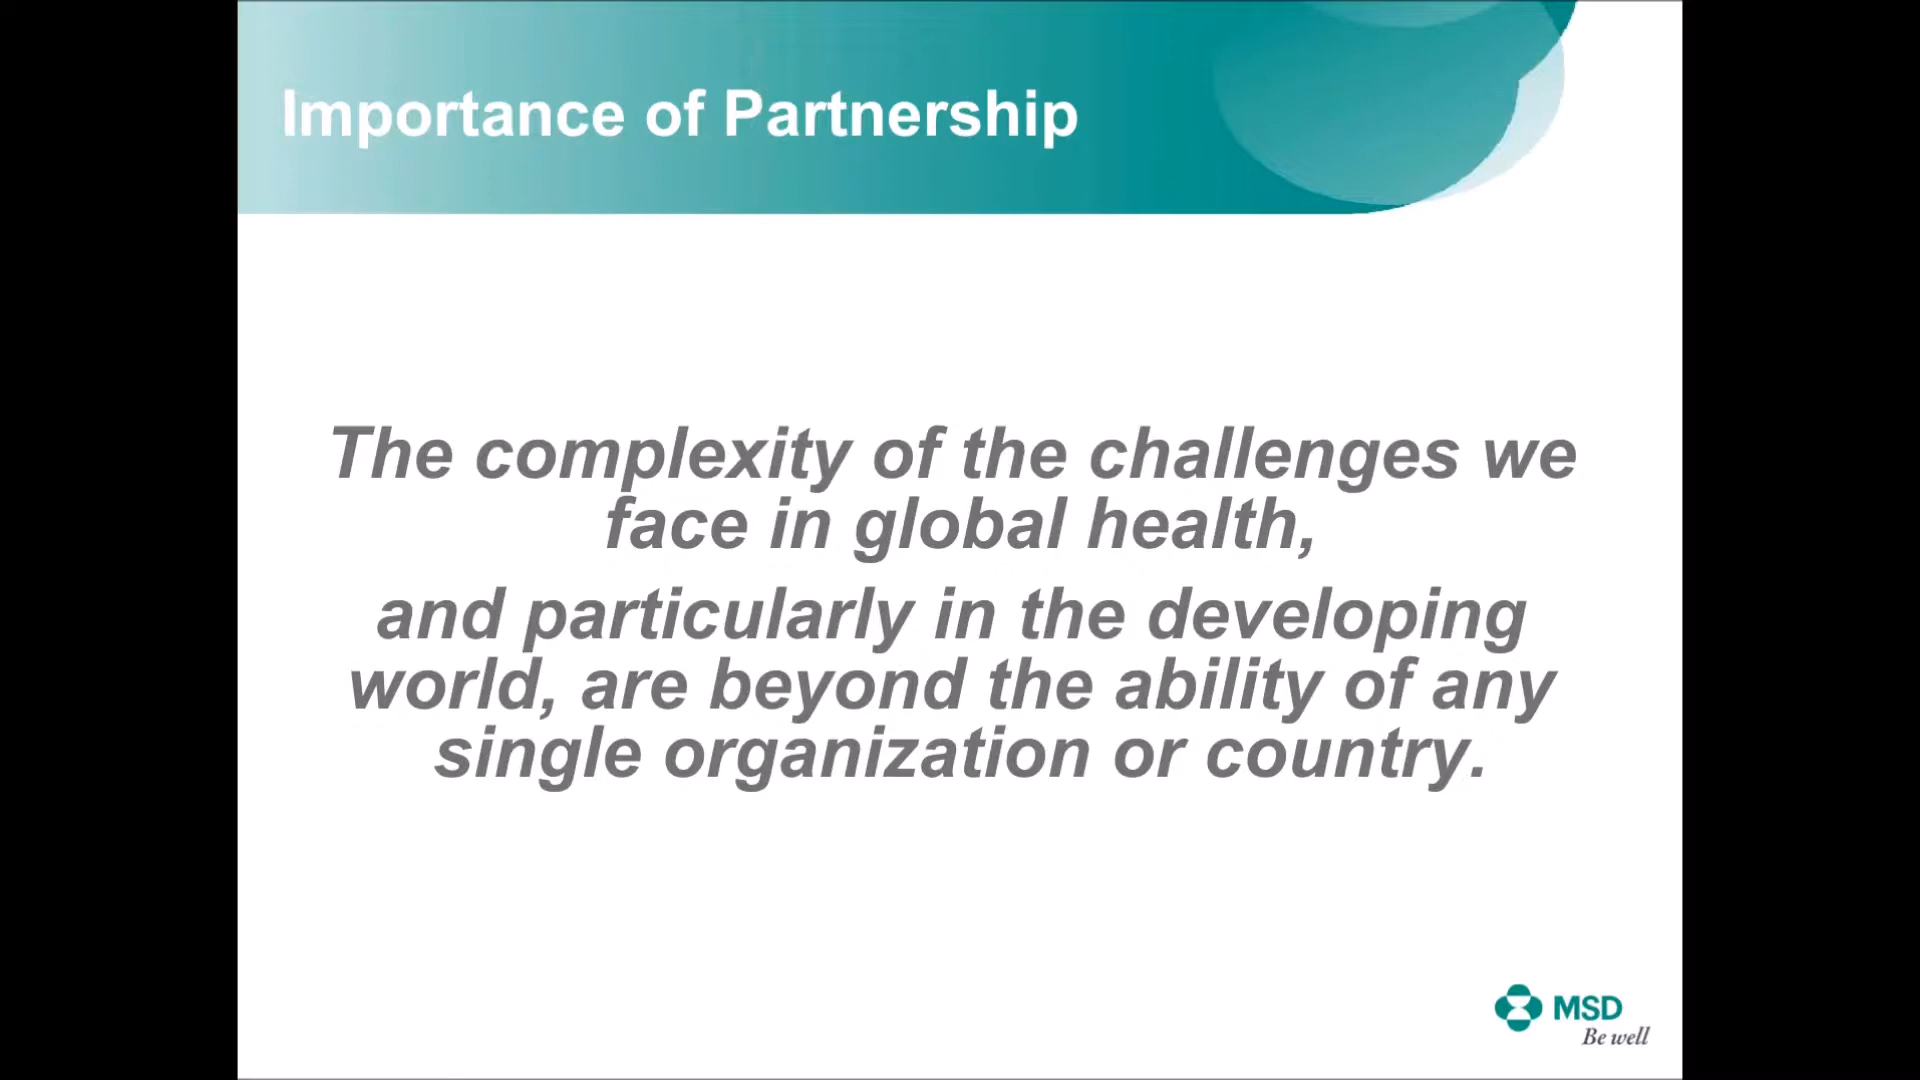 Importance of Partnership
The complexity of the challenges we
face in global health,
and particularly in the developing
world, are beyond the ability of any
single organization or country.
MSD
Be well